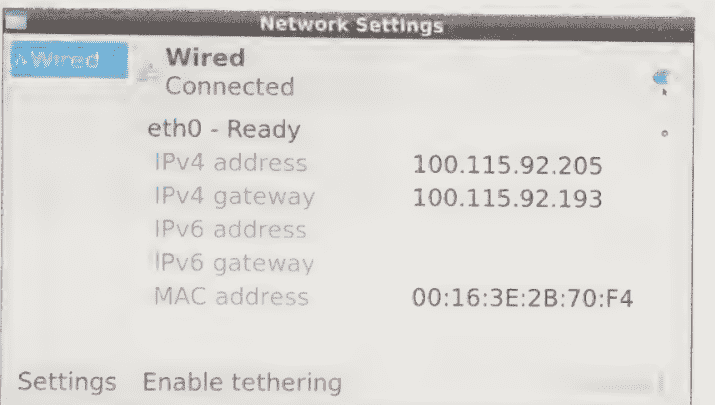 Network Settings
Wired
Wired
Connected
eth0 - Ready
IPv4 address 100.115.92.205
IPv4 gateway 100.115.92.193
IPv6 address
IPv6 gateway
MAC address 00:16:3E:2B:70:F4
Settings Enable tethering